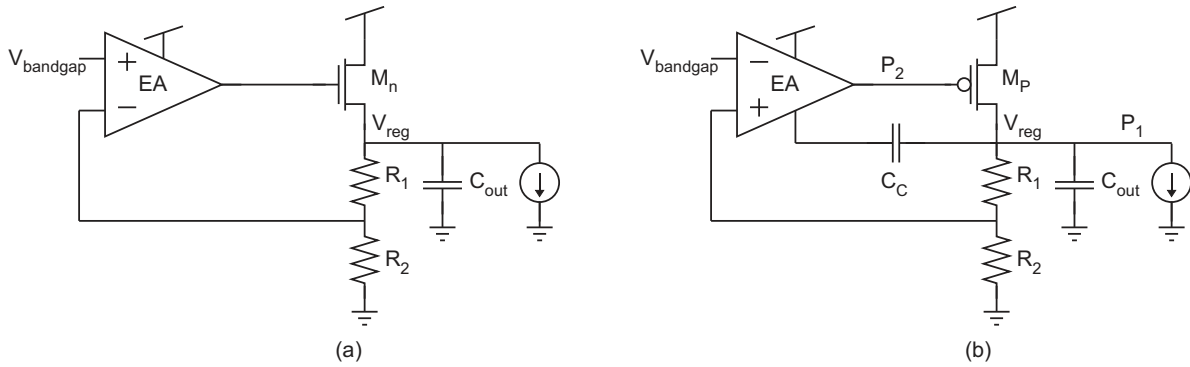 V_bandgap
+
EA
−
M_n
V_reg
R_1
C_out
R_2
(a)
V_bandgap
−
EA
+
P_2
M_P
V_reg
P_1
C_C
R_1
C_out
R_2
(b)